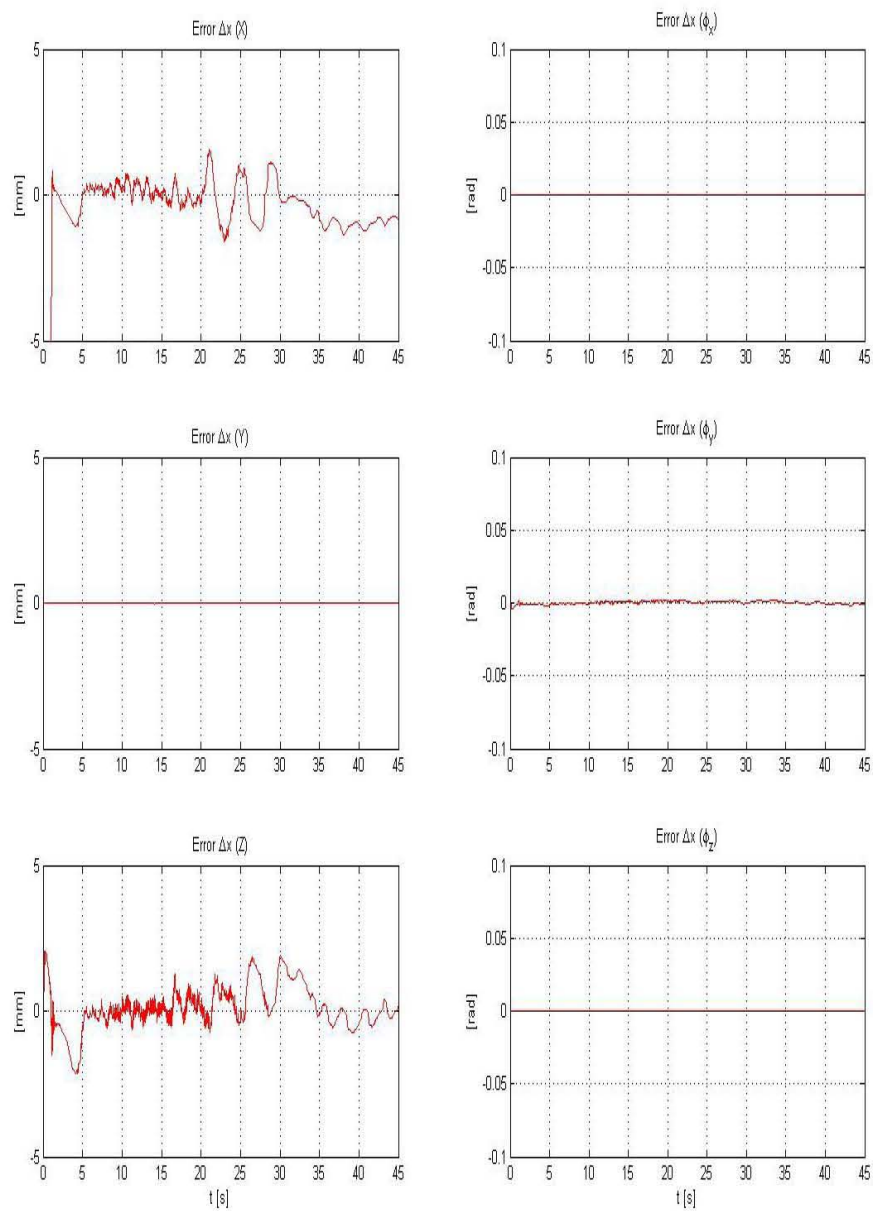 Error Δx (X)
5
0
-5
[mm]
0 5 10 15 20 25 30 35 40 45
Error Δx (ϕx)
0.1
0.05
0
-0.05
-0.1
[rad]
0 5 10 15 20 25 30 35 40 45
Error Δx (Y)
5
0
-5
[mm]
0 5 10 15 20 25 30 35 40 45
Error Δx (ϕy)
0.1
0.05
0
-0.05
-0.1
[rad]
0 5 10 15 20 25 30 35 40 45
Error Δx (Z)
5
0
-5
[mm]
0 5 10 15 20 25 30 35 40 45
t [s]
Error Δx (ϕz)
0.1
0.05
0
-0.05
-0.1
[rad]
0 5 10 15 20 25 30 35 40 45
t [s]